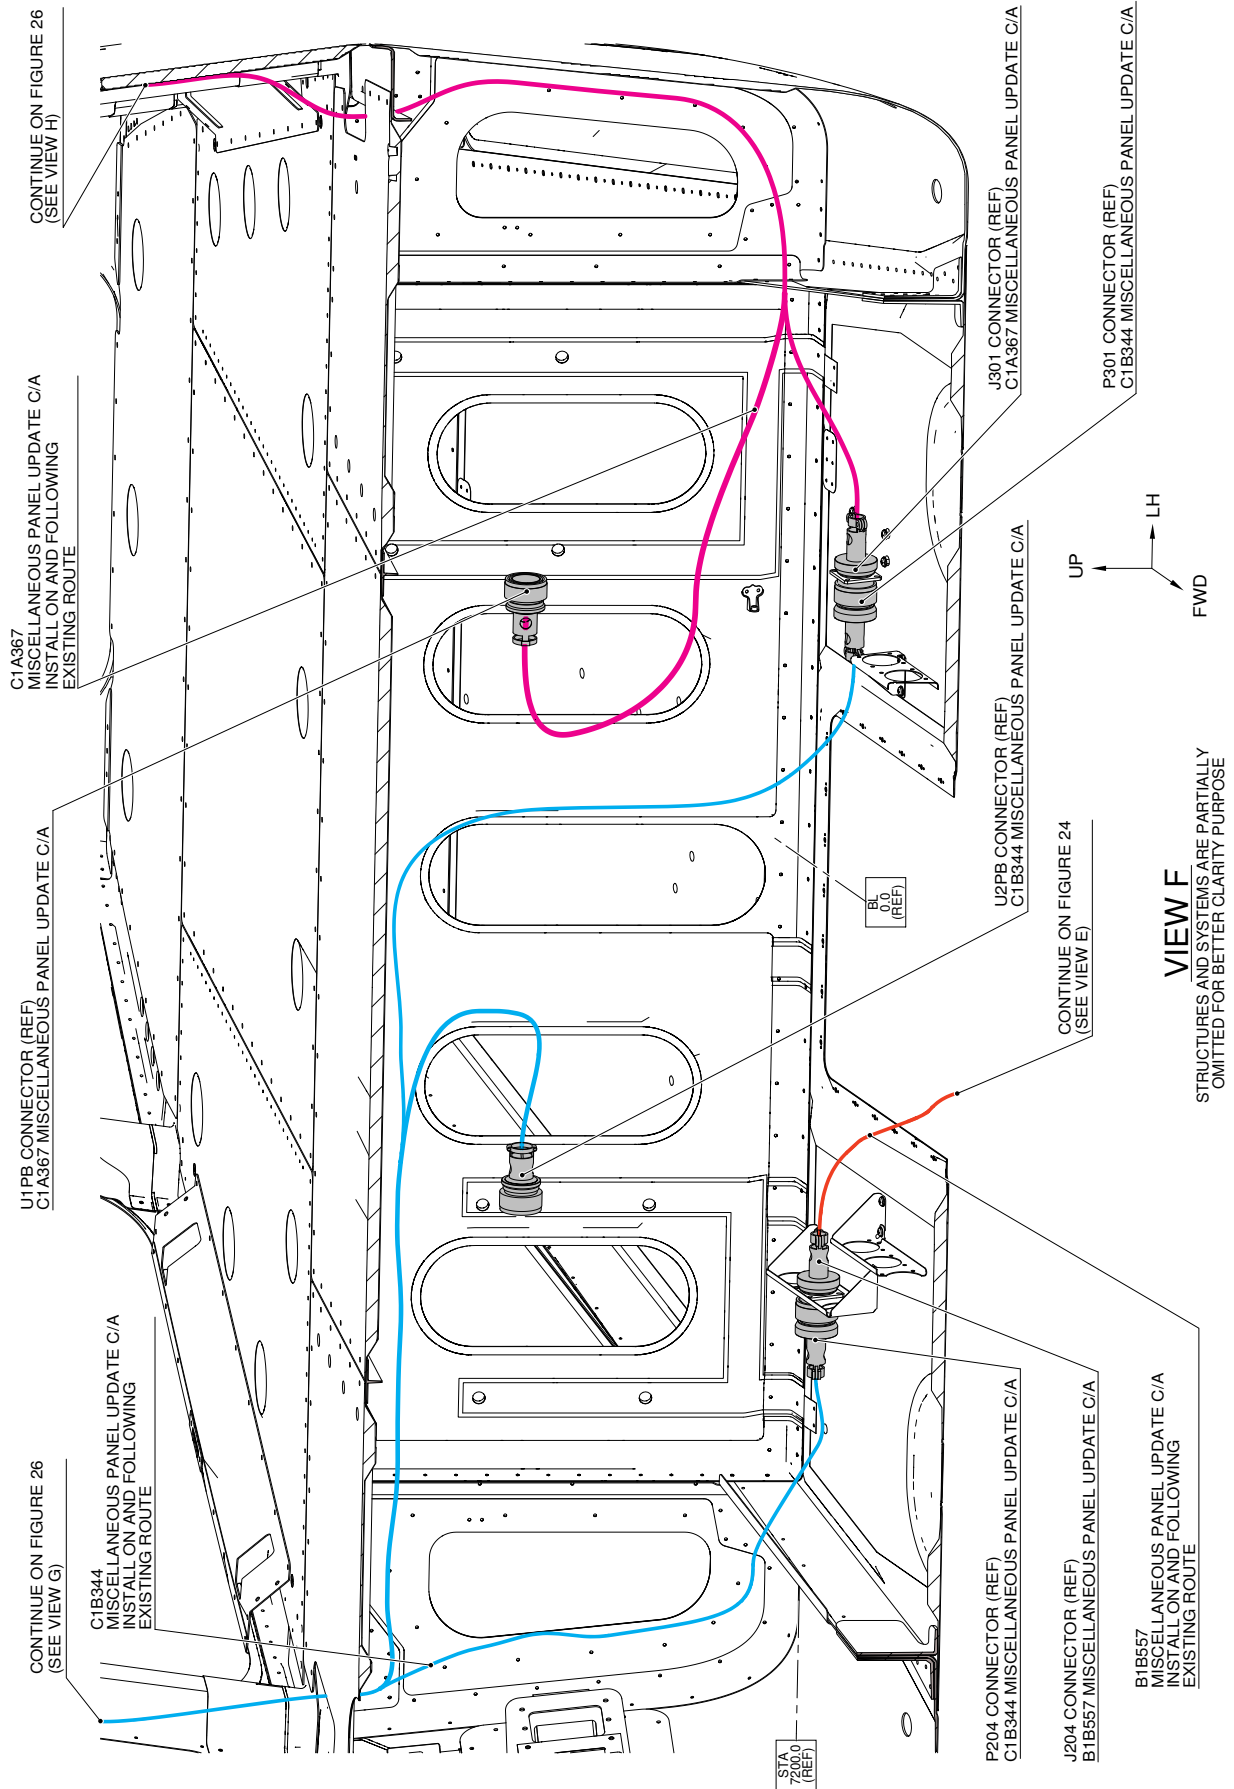 CONTINUE ON FIGURE 26
(SEE VIEW G)
C1B344
MISCELLANEOUS PANEL UPDATE C/A
INSTALL ON AND FOLLOWING
EXISTING ROUTE
U1PB CONNECTOR (REF)
C1A367 MISCELLANEOUS PANEL UPDATE C/A
C1A367
MISCELLANEOUS PANEL UPDATE C/A
INSTALL ON AND FOLLOWING
EXISTING ROUTE
CONTINUE ON FIGURE 26
(SEE VIEW H)
STA
7200.0
(REF)
BL
0.0
(REF)
P204 CONNECTOR (REF)
C1B344 MISCELLANEOUS PANEL UPDATE C/A
J204 CONNECTOR (REF)
B1B557 MISCELLANEOUS PANEL UPDATE C/A
B1B557
MISCELLANEOUS PANEL UPDATE C/A
INSTALL ON AND FOLLOWING
EXISTING ROUTE
CONTINUE ON FIGURE 24
(SEE VIEW E)
U2PB CONNECTOR (REF)
C1B344 MISCELLANEOUS PANEL UPDATE C/A
J301 CONNECTOR (REF)
C1A367 MISCELLANEOUS PANEL UPDATE C/A
P301 CONNECTOR (REF)
C1B344 MISCELLANEOUS PANEL UPDATE C/A
UP
LH
FWD
VIEW F
STRUCTURES AND SYSTEMS ARE PARTIALLY
OMITTED FOR BETTER CLARITY PURPOSE